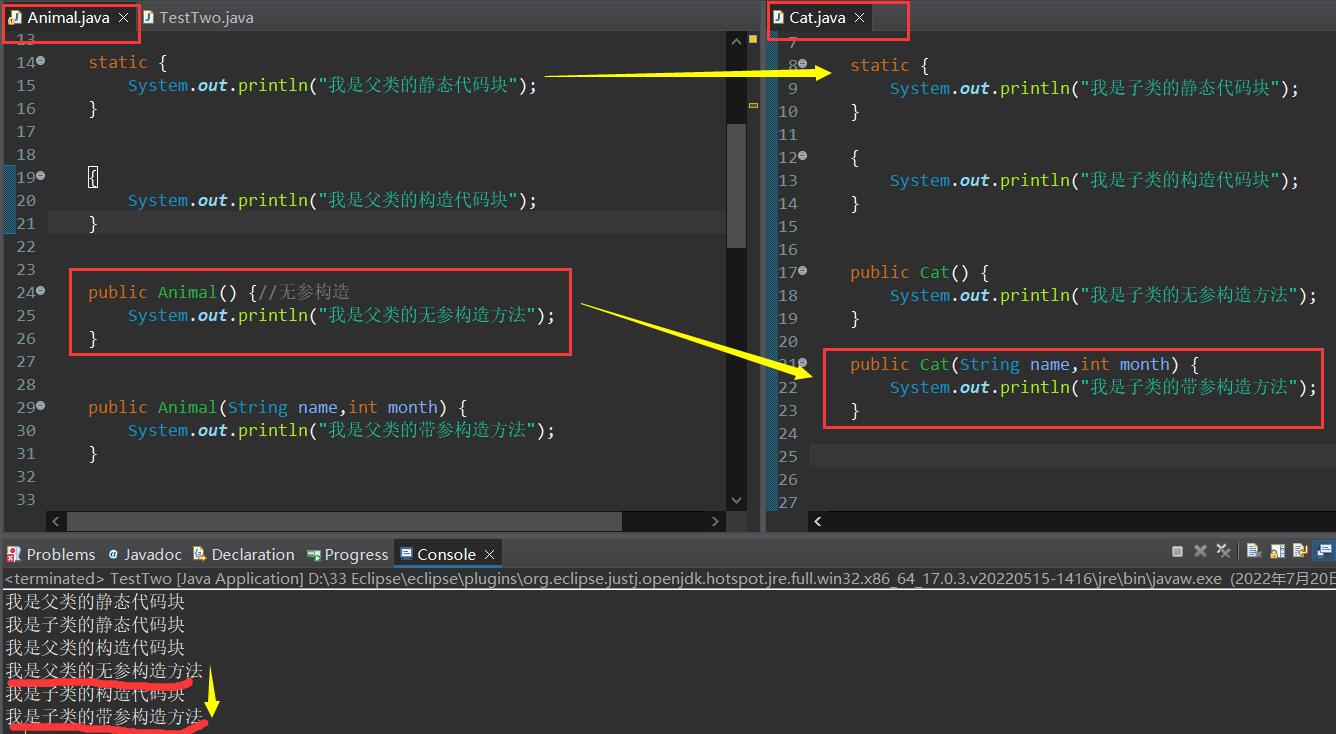 Animal.java
TestTwo.java
13
14 static {
15 System.out.println("我是父类的静态代码块");
16 }
17
18
19 {
20 System.out.println("我是父类的构造代码块");
21 }
22
23
24 public Animal() {//无参构造
25 System.out.println("我是父类的无参构造方法");
26 }
27
28
29 public Animal(String name,int month) {
30 System.out.println("我是父类的带参构造方法");
31 }
32
33
Cat.java
7
8 static {
9 System.out.println("我是子类的静态代码块");
10 }
11
12 {
13 System.out.println("我是子类的构造代码块");
14 }
15
16
17 public Cat() {
18 System.out.println("我是子类的无参构造方法");
19 }
20
21 public Cat(String name,int month) {
22 System.out.println("我是子类的带参构造方法");
23 }
24
25
26
27
Problems Javadoc Declaration Progress Console
<terminated> TestTwo [Java Application] D:\33 Eclipse\eclipse\plugins\org.eclipse.justj.openjdk.hotspot.jre.full.win32.x86_64_17.0.3.v20220515-1416\jre\bin\javaw.exe (2022年7月20日
我是父类的静态代码块
我是子类的静态代码块
我是父类的构造代码块
我是父类的无参构造方法
我是子类的构造代码块
我是子类的带参构造方法